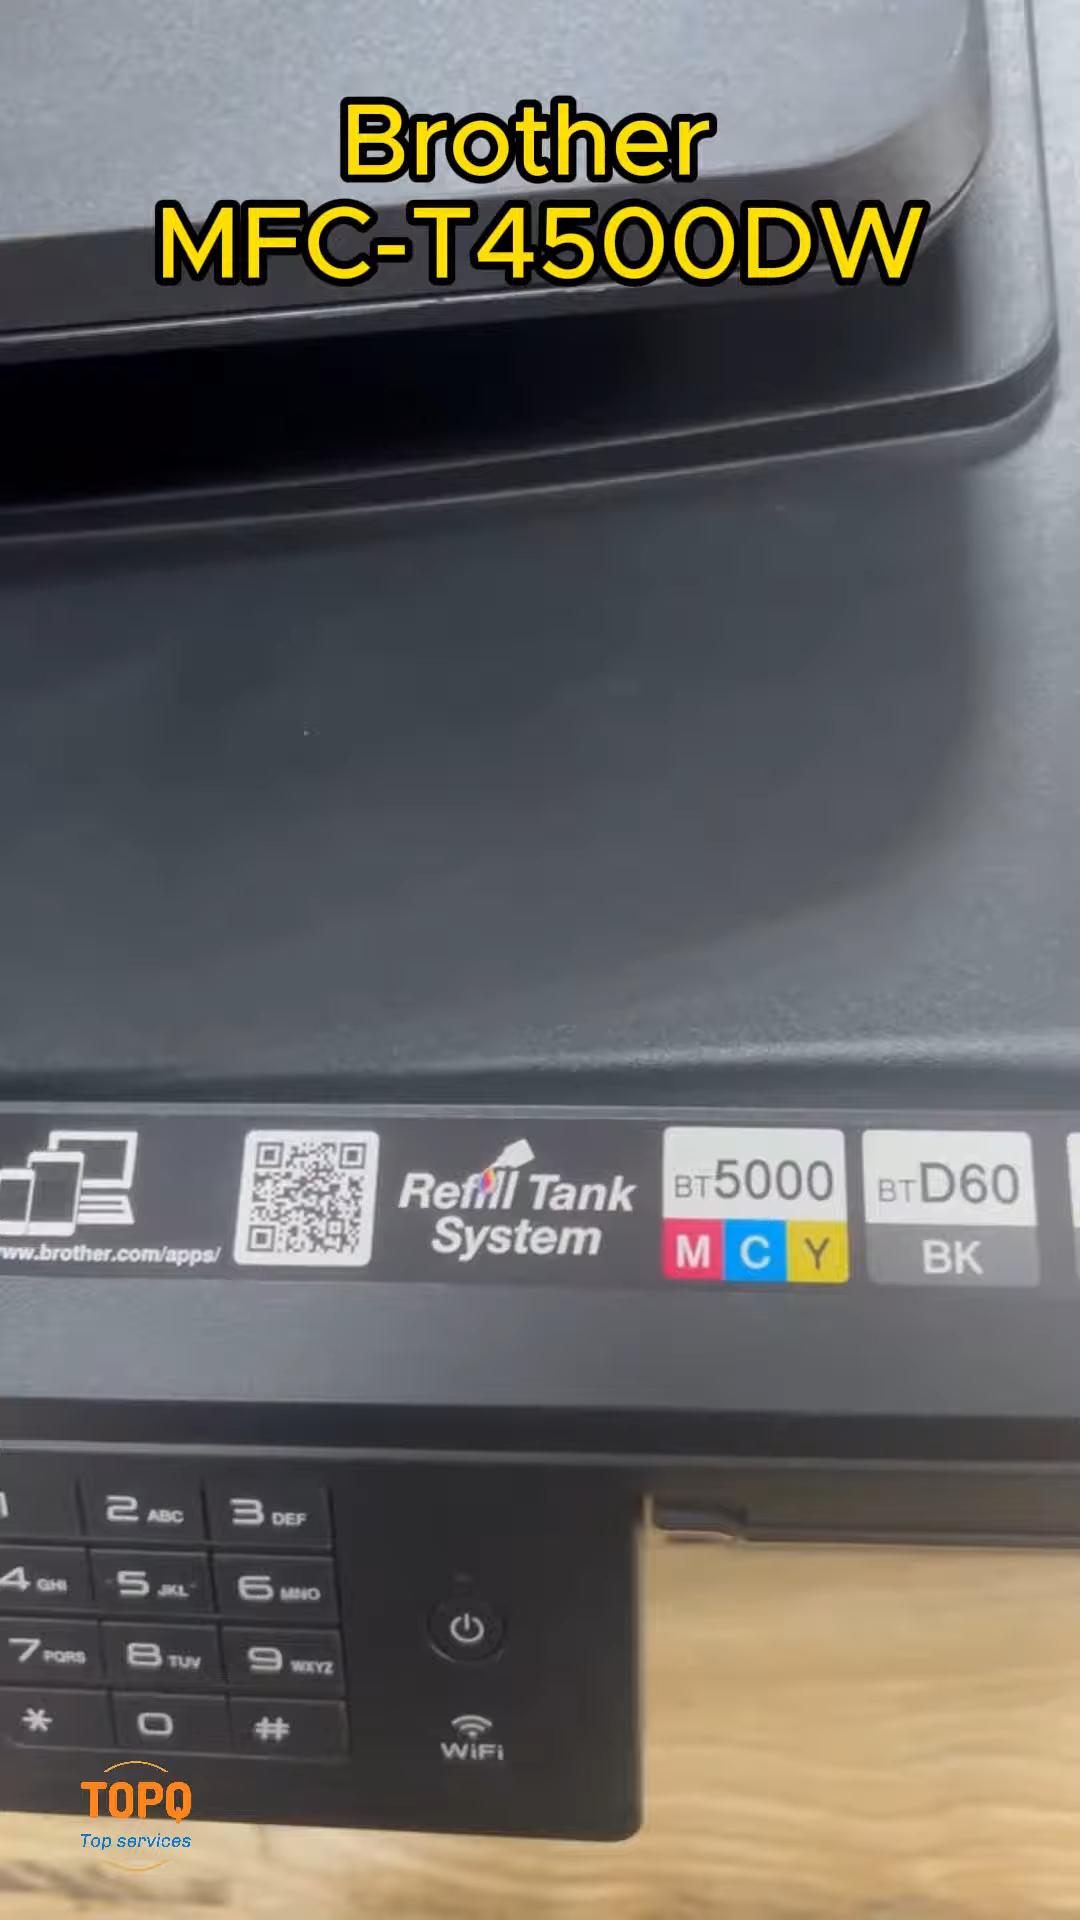 Brother
MFC-T4500DW
www.brother.com/apps/
Refill Tank
System
BT5000
M C Y
BTD60
BK
1
2 ABC
3 DEF
4 GHI
5 JKL
6 MNO
7 PQRS
8 TUV
9 WXYZ
*
0
#
WiFi
TOPQ
Top services